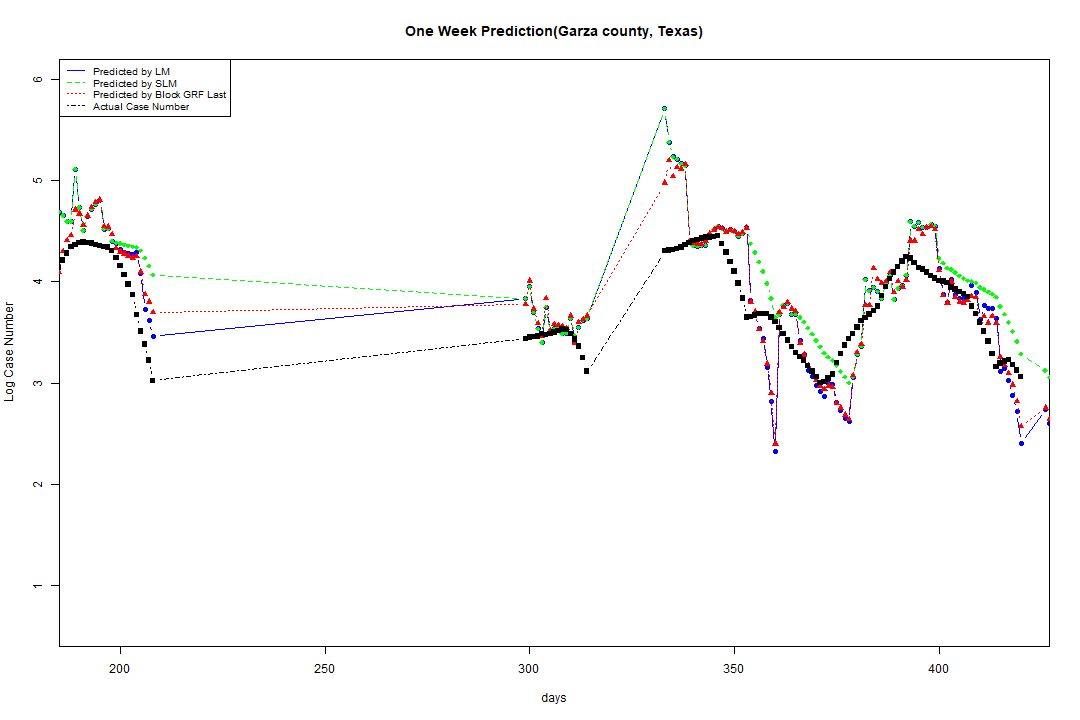 One Week Prediction(Garza county, Texas)
Predicted by LM
Predicted by SLM
Predicted by Block GRF Last
Actual Case Number
6
5
4
3
2
1
Log Case Number
200
250
300
350
400
days